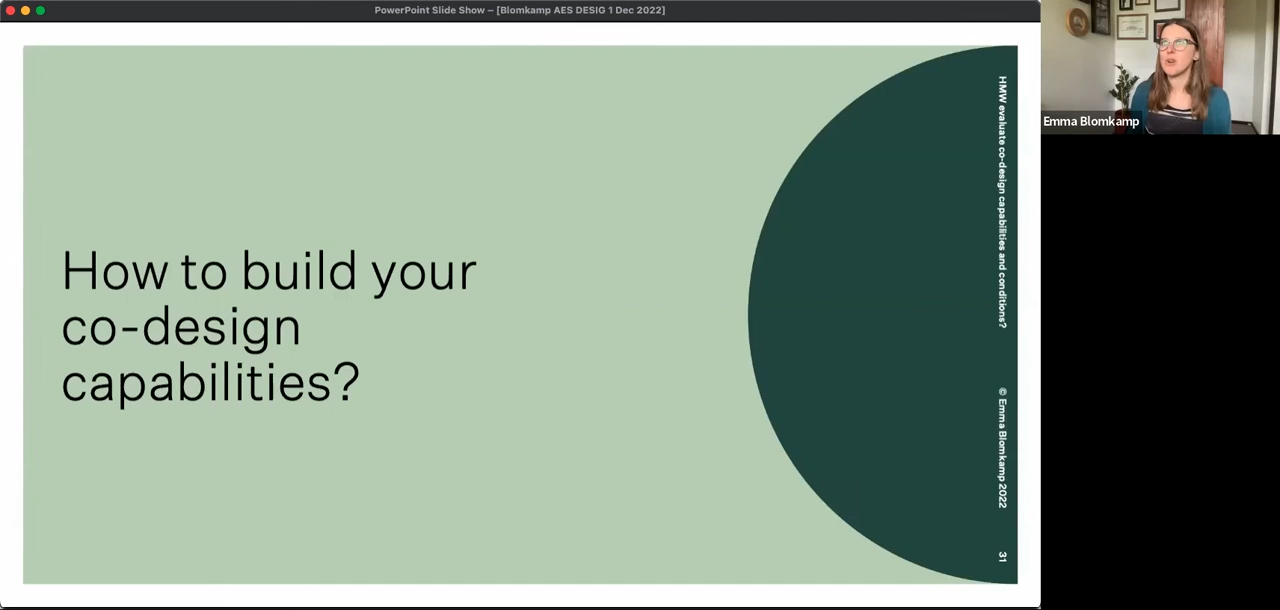 PowerPoint Slide Show – [Blomkamp AES DESIG 1 Dec 2022]
How to build your
co-design
capabilities?
HMW evaluate co-design capabilities and conditions?
© Emma Blomkamp 2022
31
Emma Blomkamp